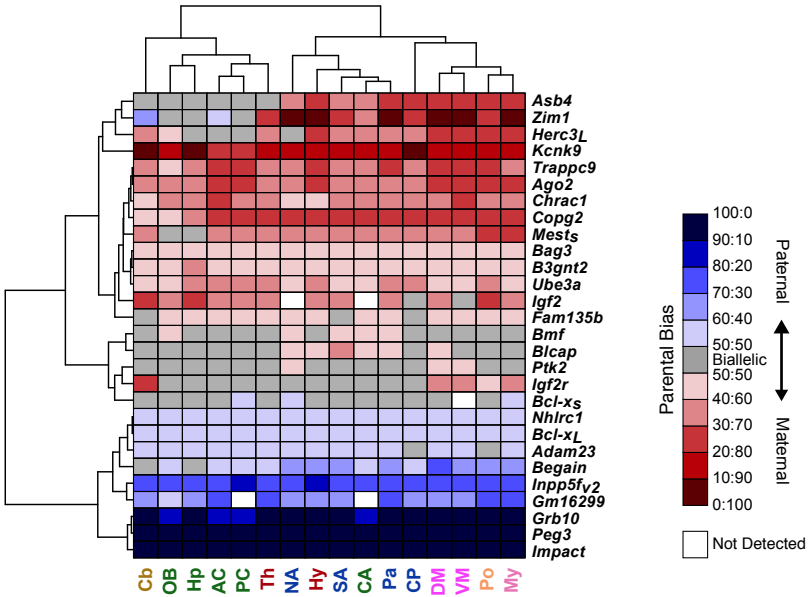 Asb4
Zim1
Herc3L
Kcnk9
Trappc9
Ago2
Chrac1
Copg2
Mests
Bag3
B3gnt2
Ube3a
Igf2
Fam135b
Bmf
Blcap
Ptk2
Igf2r
Bcl-xs
Nhlrc1
Bcl-xL
Adam23
Begain
Inpp5fv2
Gm16299
Grb10
Peg3
Impact
Cb OB Hp AC PC Th NA Hy SA CA Pa CP DM VM Po My
Parental Bias
100:0
90:10
80:20
70:30
60:40
50:50
Biallelic
50:50
40:60
30:70
20:80
10:90
0:100
Paternal
Maternal
Not Detected